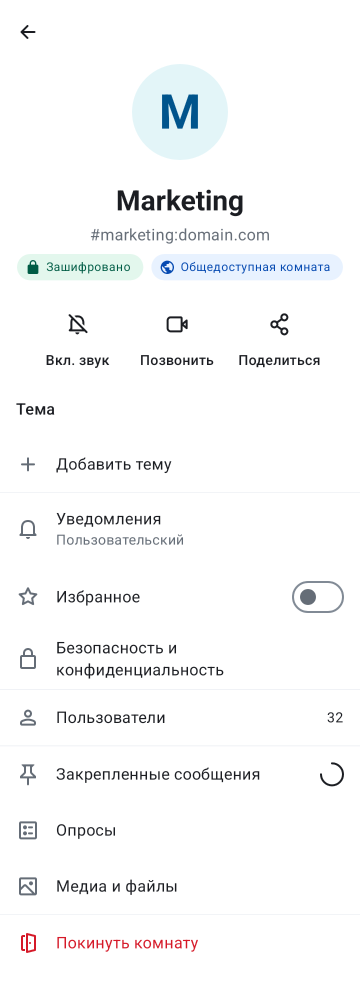 M
Marketing
#marketing:domain.com
Зашифровано
Общедоступная комната
Вкл. звук
Позвонить
Поделиться
Тема
Добавить тему
Уведомления
Пользовательский
Избранное
Безопасность и
конфиденциальность
Пользователи
32
Закрепленные сообщения
Опросы
Медиа и файлы
Покинуть комнату